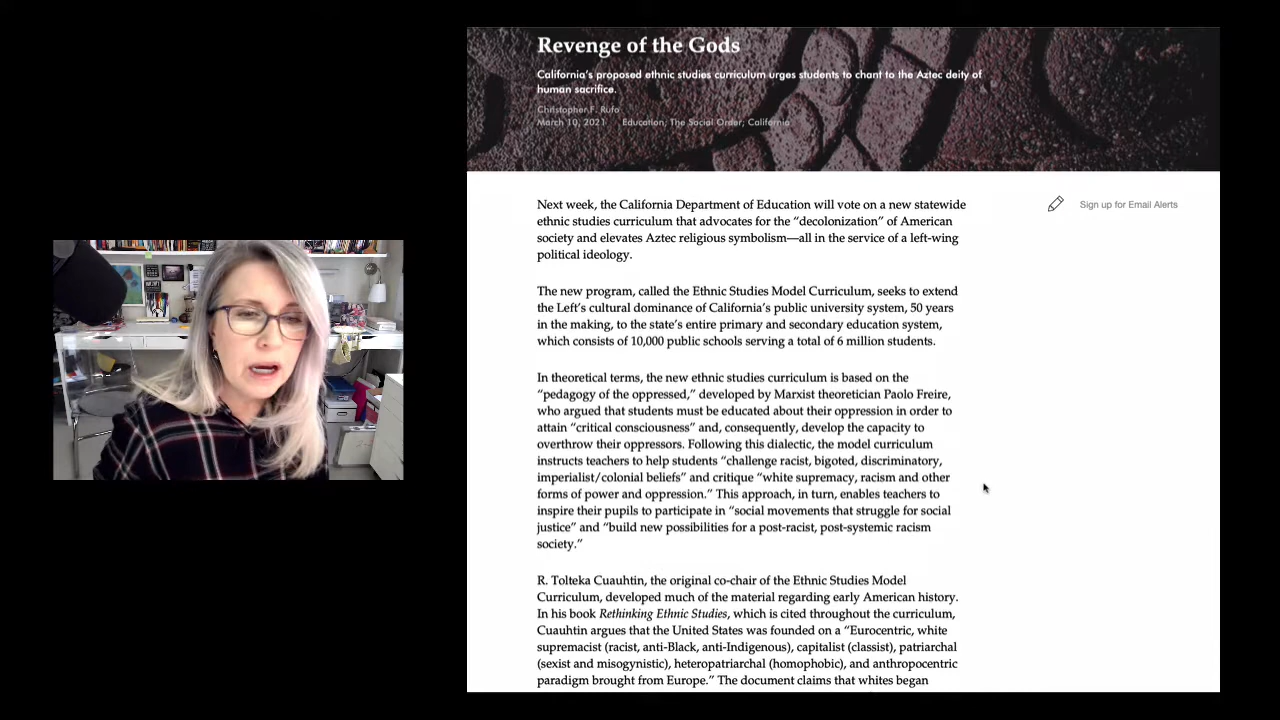 Revenge of the Gods
California's proposed ethnic studies curriculum urges students to chant to the Aztec deity of
human sacrifice.
Christopher F. Rufo
March 10, 2021 Education; The Social Order; California
Next week, the California Department of Education will vote on a new statewide
ethnic studies curriculum that advocates for the “decolonization” of American
society and elevates Aztec religious symbolism—all in the service of a left-wing
political ideology.
The new program, called the Ethnic Studies Model Curriculum, seeks to extend
the Left’s cultural dominance of California’s public university system, 50 years
in the making, to the state’s entire primary and secondary education system,
which consists of 10,000 public schools serving a total of 6 million students.
In theoretical terms, the new ethnic studies curriculum is based on the
“pedagogy of the oppressed,” developed by Marxist theoretician Paolo Freire,
who argued that students must be educated about their oppression in order to
attain “critical consciousness” and, consequently, develop the capacity to
overthrow their oppressors. Following this dialectic, the model curriculum
instructs teachers to help students “challenge racist, bigoted, discriminatory,
imperialist/colonial beliefs” and critique “white supremacy, racism and other
forms of power and oppression.” This approach, in turn, enables teachers to
inspire their pupils to participate in “social movements that struggle for social
justice” and “build new possibilities for a post-racist, post-systemic racism
society.”
R. Tolteka Cuauhtin, the original co-chair of the Ethnic Studies Model
Curriculum, developed much of the material regarding early American history.
In his book Rethinking Ethnic Studies, which is cited throughout the curriculum,
Cuauhtin argues that the United States was founded on a “Eurocentric, white
supremacist (racist, anti-Black, anti-Indigenous), capitalist (classist), patriarchal
(sexist and misogynistic), heteropatriarchal (homophobic), and anthropocentric
paradigm brought from Europe.” The document claims that whites began
Sign up for Email Alerts